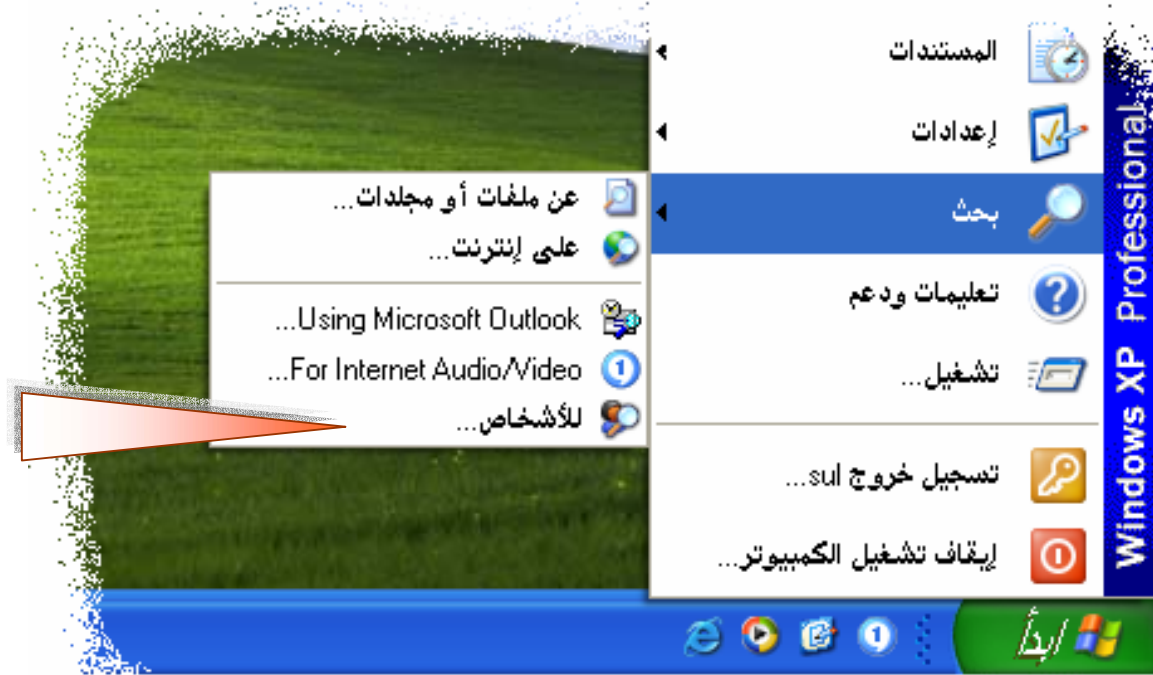 المستندات
إعدادات
بحث
تعليمات ودعم
تشغيل...
تسجيل خروج sul...
إيقاف تشغيل الكمبيوتر...
عن ملفات أو مجلدات...
على إنترنت...
Using Microsoft Outlook...
For Internet Audio/Video...
للأشخاص...
Windows XP Professional
ابدأ